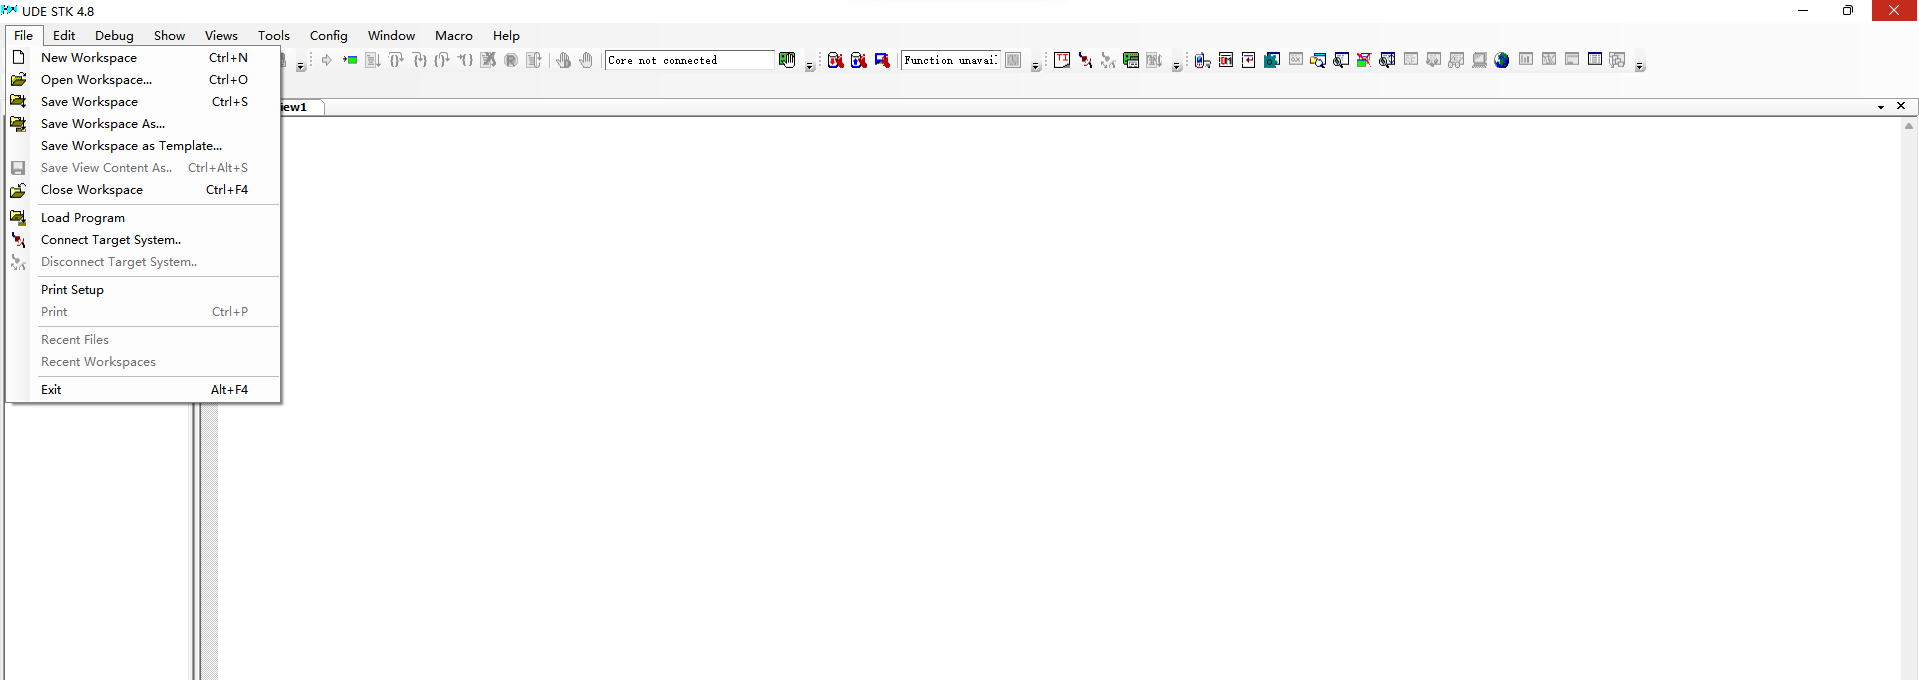 UDE STK 4.8
File Edit Debug Show Views Tools Config Window Macro Help
Core not connected
Function unavai
iew1
New Workspace Ctrl+N
Open Workspace... Ctrl+O
Save Workspace Ctrl+S
Save Workspace As...
Save Workspace as Template...
Save View Content As.. Ctrl+Alt+S
Close Workspace Ctrl+F4
Load Program
Connect Target System..
Disconnect Target System..
Print Setup
Print Ctrl+P
Recent Files
Recent Workspaces
Exit Alt+F4